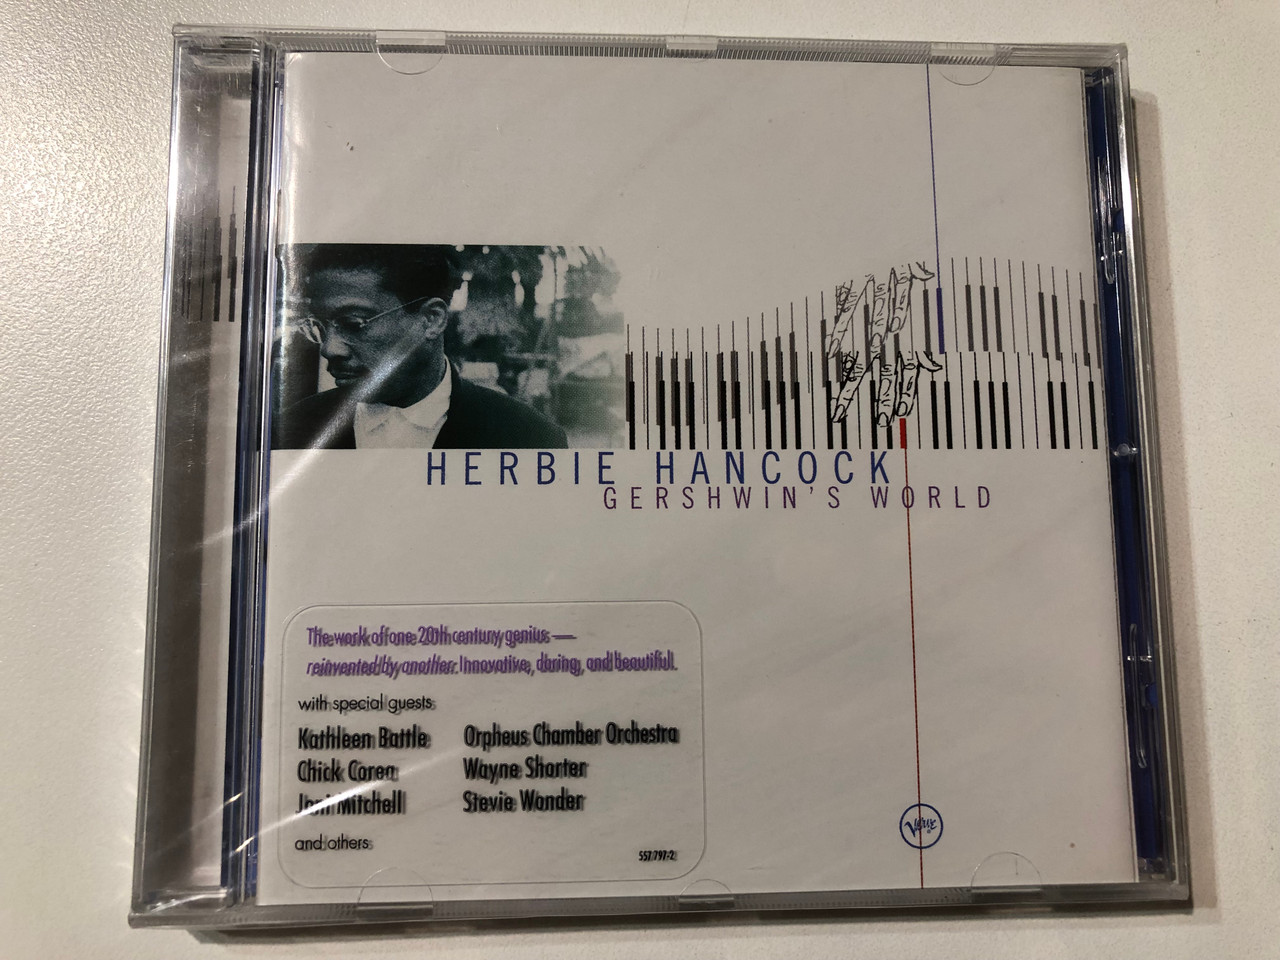 HERBIE HANCOCK
GERSHWIN'S WORLD
The work of one 20th century genius —
reinvented by another. Innovative, daring, and beautiful.
with special guests
Kathleen Battle Orpheus Chamber Orchestra
Chick Corea Wayne Shorter
Joni Mitchell Stevie Wonder
and others
557 797-2
Verve